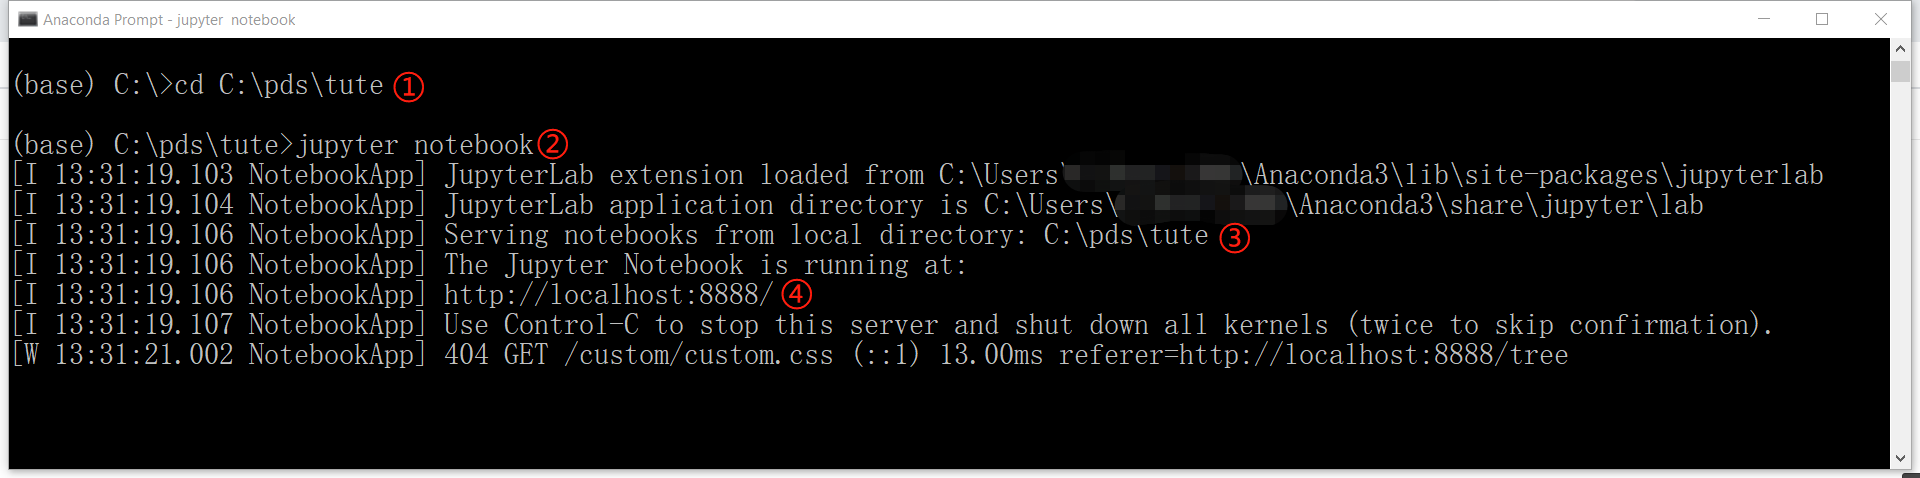 Anaconda Prompt - jupyter  notebook
(base) C:\>cd C:\pds\tute ①
(base) C:\pds\tute>jupyter notebook②
[I 13:31:19.103 NotebookApp] JupyterLab extension loaded from C:\Users\ \Anaconda3\lib\site-packages\jupyterlab
[I 13:31:19.104 NotebookApp] JupyterLab application directory is C:\Users\ \Anaconda3\share\jupyter\lab
[I 13:31:19.106 NotebookApp] Serving notebooks from local directory: C:\pds\tute ③
[I 13:31:19.106 NotebookApp] The Jupyter Notebook is running at:
[I 13:31:19.106 NotebookApp] http://localhost:8888/ ④
[I 13:31:19.107 NotebookApp] Use Control-C to stop this server and shut down all kernels (twice to skip confirmation).
[W 13:31:21.002 NotebookApp] 404 GET /custom/custom.css (::1) 13.00ms referer=http://localhost:8888/tree